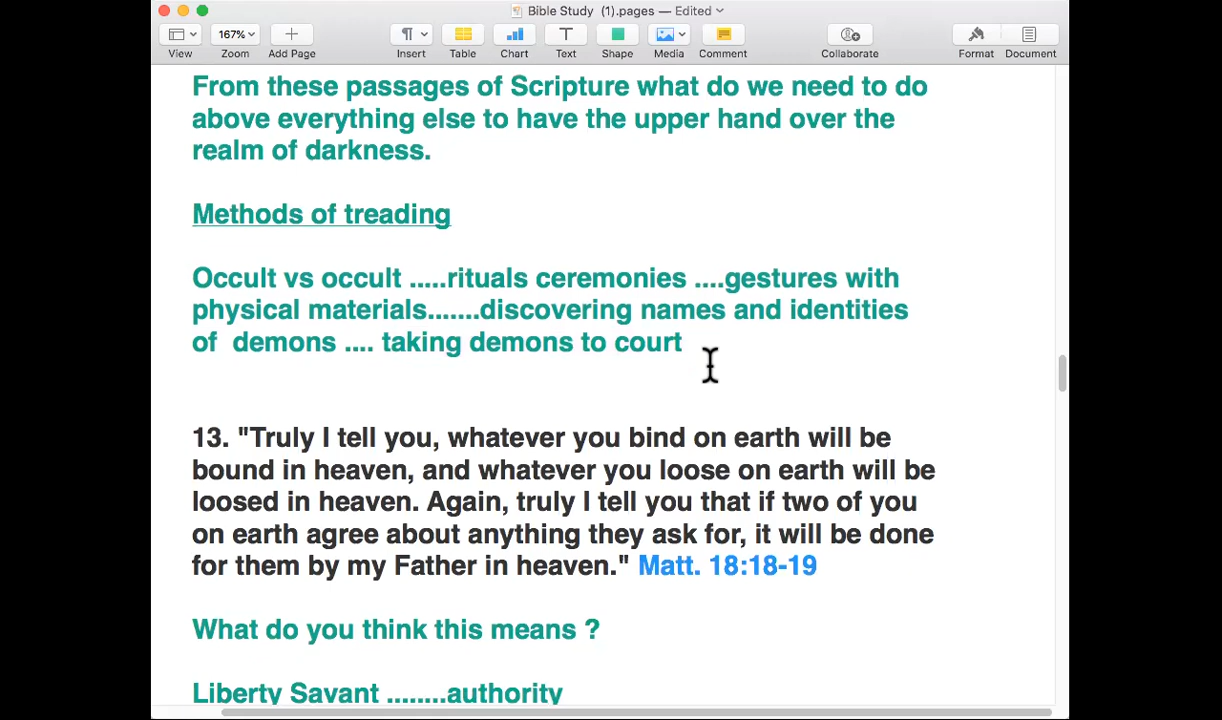 Bible Study  (1).pages — Edited
167%
View
Zoom
Add Page
Insert
Table
Chart
Text
Shape
Media
Comment
Collaborate
Format
Document
From these passages of Scripture what do we need to do
above everything else to have the upper hand over the
realm of darkness.
Methods of treading
Occult vs occult .....rituals ceremonies ....gestures with
physical materials.......discovering names and identities
of  demons .... taking demons to court
13. "Truly I tell you, whatever you bind on earth will be
bound in heaven, and whatever you loose on earth will be
loosed in heaven. Again, truly I tell you that if two of you
on earth agree about anything they ask for, it will be done
for them by my Father in heaven." Matt. 18:18-19
What do you think this means ?
Liberty Savant ........authority